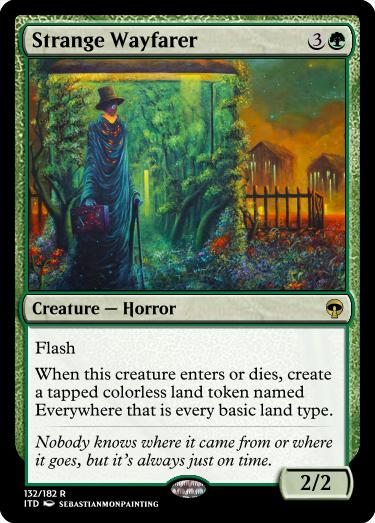 Strange Wayfarer 3
Creature — Horror
Flash
When this creature enters or dies, create
a tapped colorless land token named
Everywhere that is every basic land type.
Nobody knows where it came from or where
it goes, but it's always just on time.
2/2
132/182 R
ITD SEBASTIANMONPAINTING